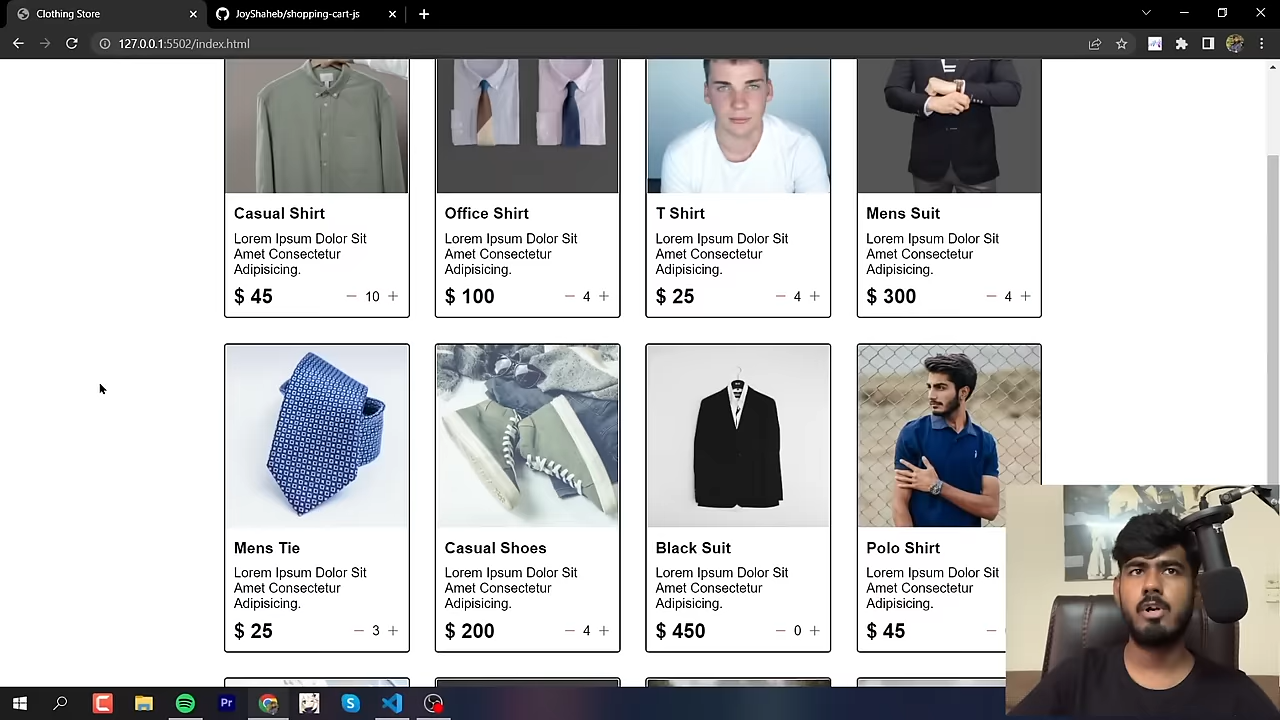 Clothing Store
JoyShaheb/shopping-cart-js
127.0.0.1:5502/index.html
Casual Shirt
Lorem Ipsum Dolor Sit
Amet Consectetur
Adipisicing.
$ 45
10
Office Shirt
Lorem Ipsum Dolor Sit
Amet Consectetur
Adipisicing.
$ 100
4
T Shirt
Lorem Ipsum Dolor Sit
Amet Consectetur
Adipisicing.
$ 25
4
Mens Suit
Lorem Ipsum Dolor Sit
Amet Consectetur
Adipisicing.
$ 300
4
Mens Tie
Lorem Ipsum Dolor Sit
Amet Consectetur
Adipisicing.
$ 25
3
Casual Shoes
Lorem Ipsum Dolor Sit
Amet Consectetur
Adipisicing.
$ 200
4
Black Suit
Lorem Ipsum Dolor Sit
Amet Consectetur
Adipisicing.
$ 450
0
Polo Shirt
Lorem Ipsum Dolor Sit
Amet Consectetur
Adipisicing.
$ 45
Pr
S